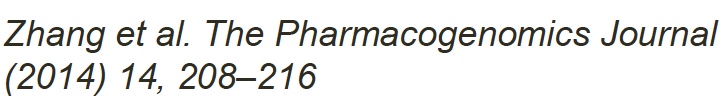 Zhang et al. The Pharmacogenomics Journal
(2014) 14, 208–216